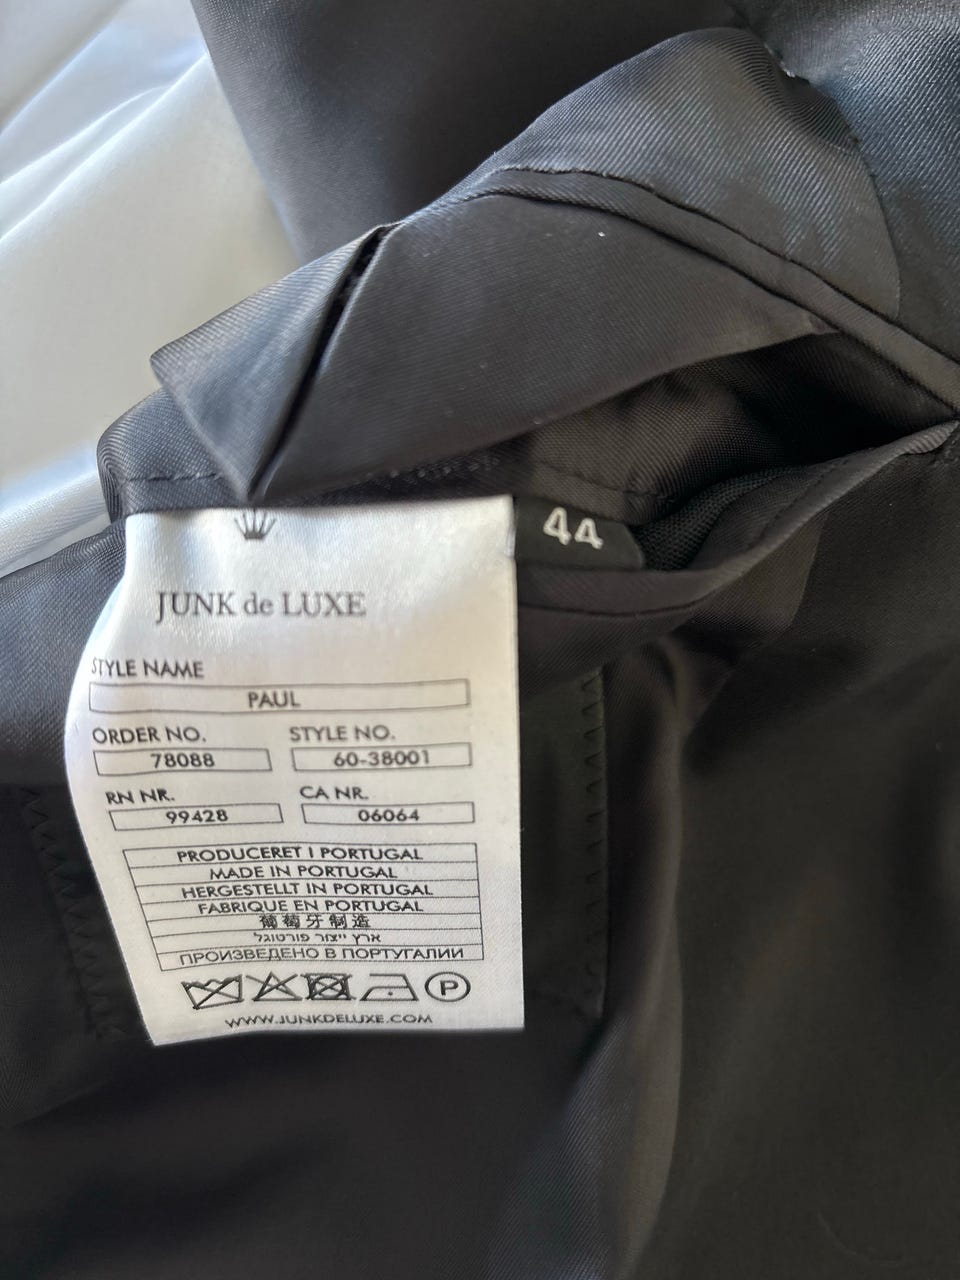 44
JUNK de LUXE
STYLE NAME
PAUL
ORDER NO. STYLE NO.
78088 60-38001
RN NR. CA NR.
99428 06064
PRODUCERET I PORTUGAL
MADE IN PORTUGAL
HERGESTELLT IN PORTUGAL
FABRIQUE EN PORTUGAL
葡萄牙制造
ארץ ייצור פורטוגל
ПРОИЗВЕДЕНО В ПОРТУГАЛИИ
P
WWW.JUNKDELUXE.COM